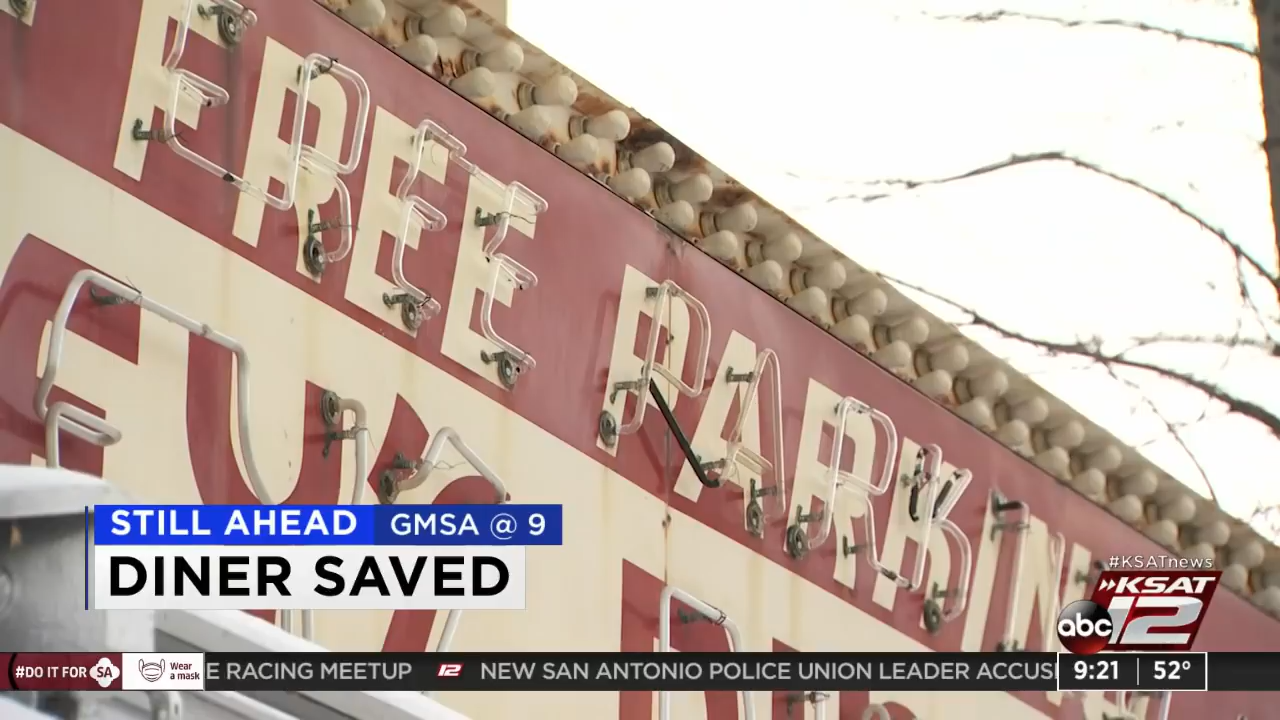 FREE PARKIN
STILL AHEAD GMSA @ 9
DINER SAVED
#KSATnews
KSAT
abc 12
#DO IT FOR SA
Wear
a mask
E RACING MEETUP 12 NEW SAN ANTONIO POLICE UNION LEADER ACCUS
9:21 52°